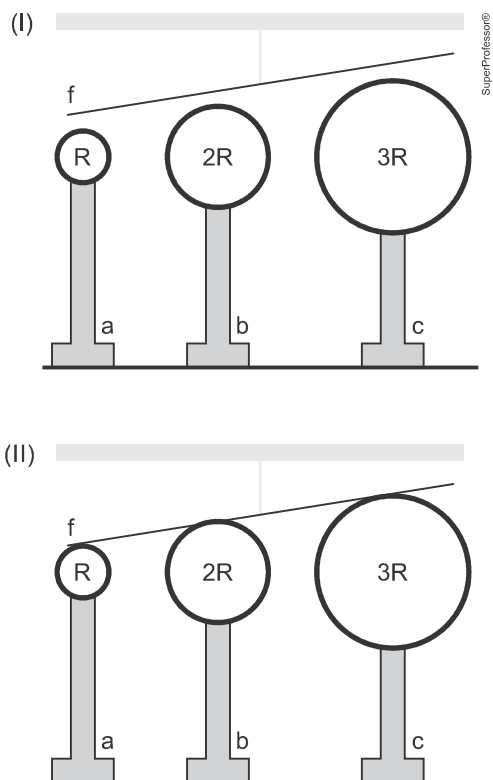 (I)
SuperProfessor®
f
R 2R 3R
a b c
(II)
f
R 2R 3R
a b c